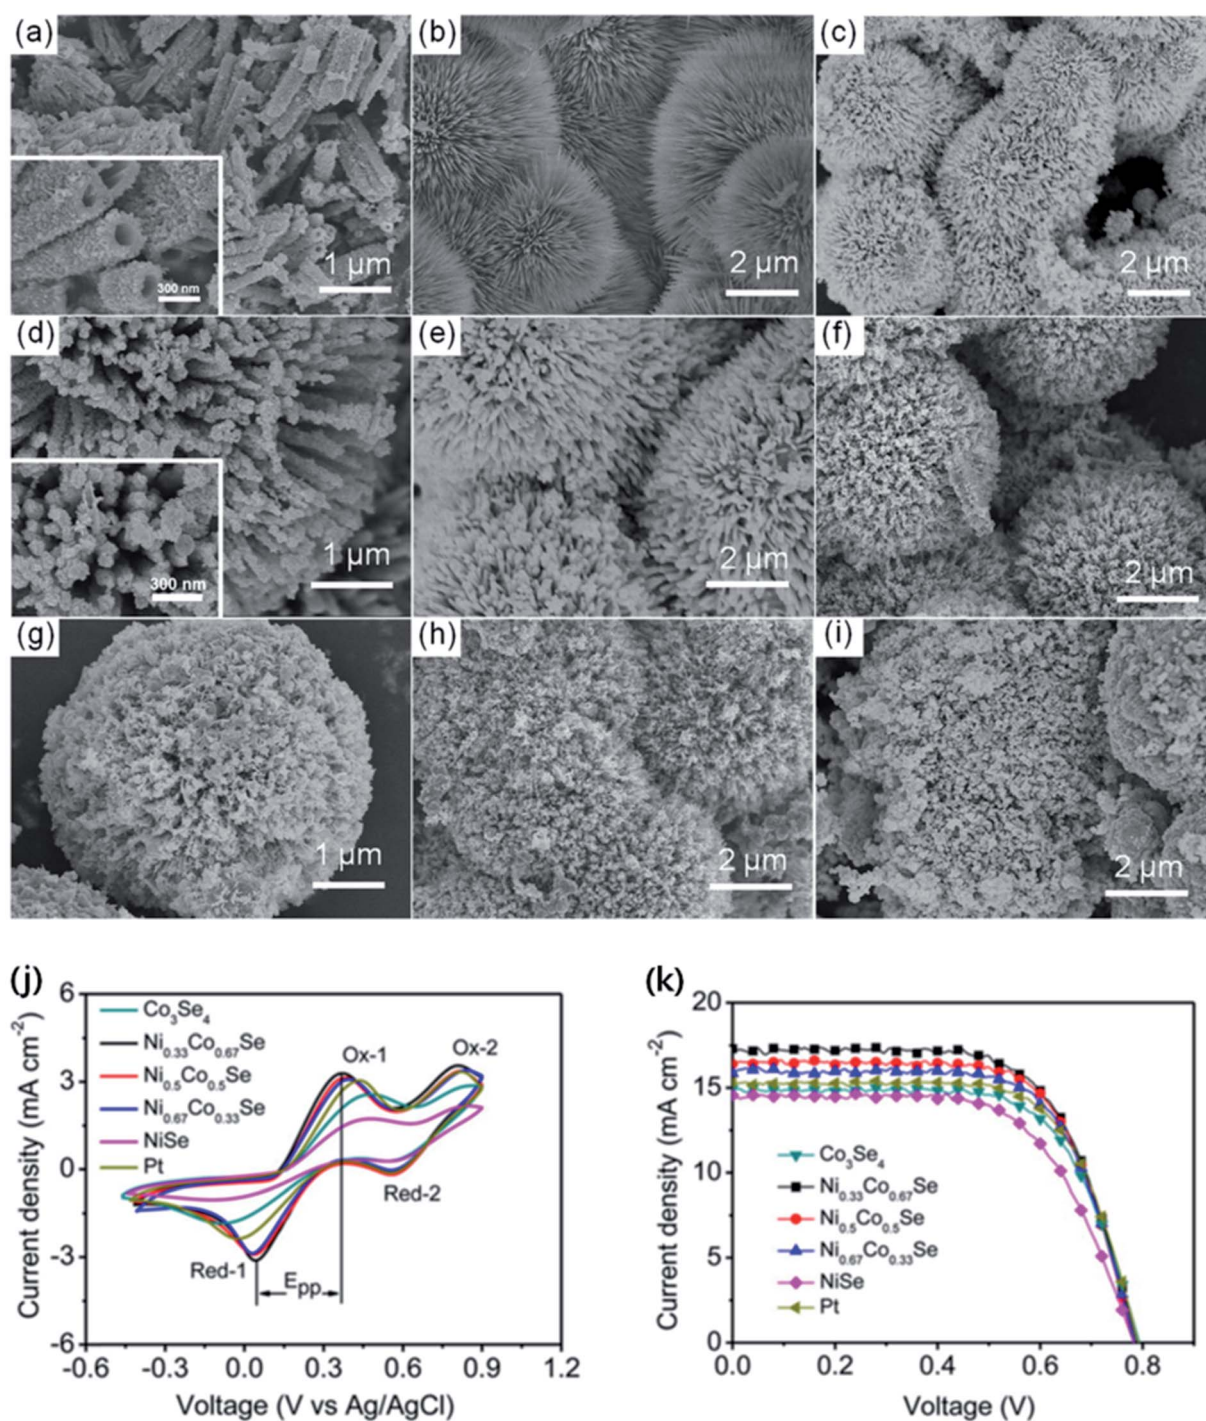 (a)
(b)
(c)
300 nm
1 μm
2 μm
2 μm
(d)
(e)
(f)
300 nm
1 μm
2 μm
2 μm
(g)
(h)
(i)
1 μm
2 μm
2 μm
(j)
6
3
0
-3
-6
Current density (mA cm⁻²)
Co₃Se₄
Ni₀.₃₃Co₀.₆₇Se
Ni₀.₅Co₀.₅Se
Ni₀.₆₇Co₀.₃₃Se
NiSe
Pt
Ox-1
Ox-2
Red-2
Red-1
Epp
-0.6 -0.3 0.0 0.3 0.6 0.9 1.2
Voltage (V vs Ag/AgCl)
(k)
20
15
10
5
0
Current density (mA cm⁻²)
Co₃Se₄
Ni₀.₃₃Co₀.₆₇Se
Ni₀.₅Co₀.₅Se
Ni₀.₆₇Co₀.₃₃Se
NiSe
Pt
0.0 0.2 0.4 0.6 0.8
Voltage (V)